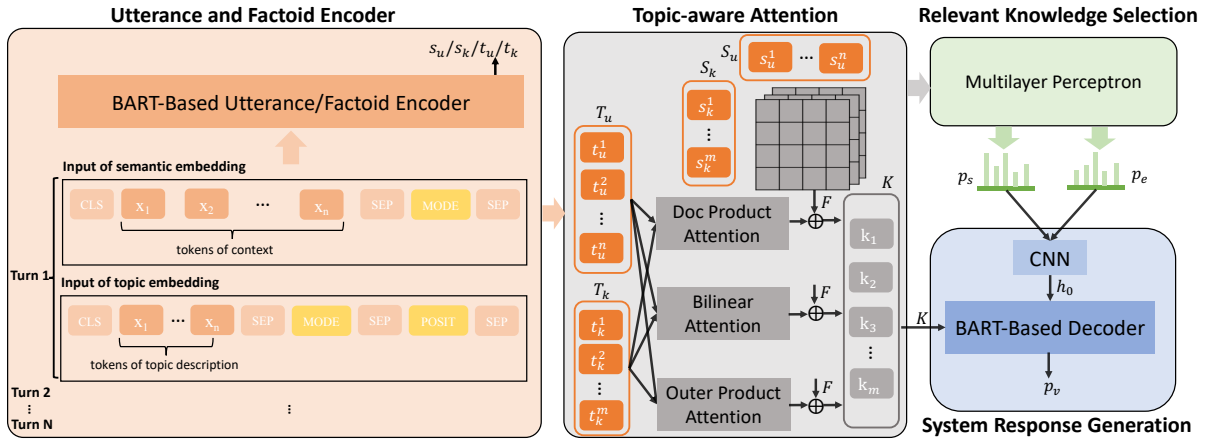 Utterance and Factoid Encoder
s_u/s_k/t_u/t_k
BART-Based Utterance/Factoid Encoder
Input of semantic embedding
CLS x_1 x_2 ... x_n SEP MODE SEP
tokens of context
Turn 1
Input of topic embedding
CLS x_1 ... x_n SEP MODE SEP POSIT SEP
tokens of topic description
Turn 2
⋮ ⋮
Turn N
Topic-aware Attention
S_u
s_u^1 ... s_u^n
S_k
s_k^1
⋮
s_k^m
T_u
t_u^1
t_u^2
⋮
t_u^n
T_k
t_k^1
t_k^2
⋮
t_k^m
Doc Product
Attention
F
Bilinear
Attention
F
Outer Product
Attention
F
K
k_1
k_2
k_3
⋮
k_m
K
Relevant Knowledge Selection
Multilayer Perceptron
p_s p_e
CNN
h_0
BART-Based Decoder
p_v
System Response Generation